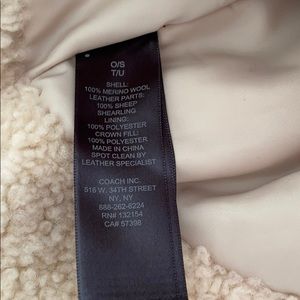 O/S
T/U
SHELL:
100% MERINO WOOL
LEATHER PARTS:
100% SHEEP
SHEARLING
LINING:
100% POLYESTER
CROWN FILL:
100% POLYESTER
MADE IN CHINA
SPOT CLEAN BY
LEATHER SPECIALIST
COACH INC.
516 W. 34TH STREET
NY, NY
888-262-6224
RN# 132154
CA# 57398